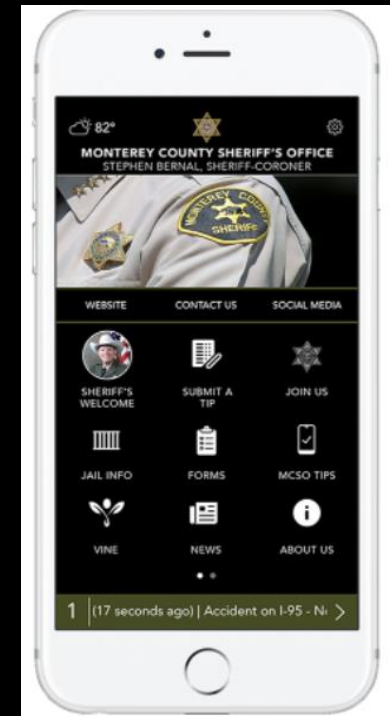 82°
MONTEREY COUNTY SHERIFF'S OFFICE
STEPHEN BERNAL, SHERIFF-CORONER
MONTEREY
SHERIFF
WEBSITE CONTACT US SOCIAL MEDIA
SHERIFF'S WELCOME
SUBMIT A TIP
JOIN US
JAIL INFO FORMS MCSO TIPS
VINE NEWS ABOUT US
1 (17 seconds ago) | Accident on I-95 - N